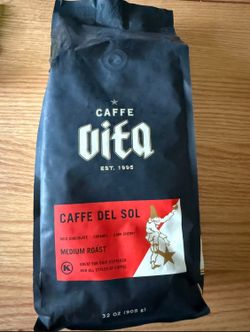 CAFFE
Vita
EST. 1995
CAFFE DEL SOL
MILK CHOCOLATE CARAMEL DARK CHERRY
MEDIUM ROAST
GREAT FOR DRIP ESPRESSO
AND ALL STYLES OF COFFEE
K
32 OZ (908 g)